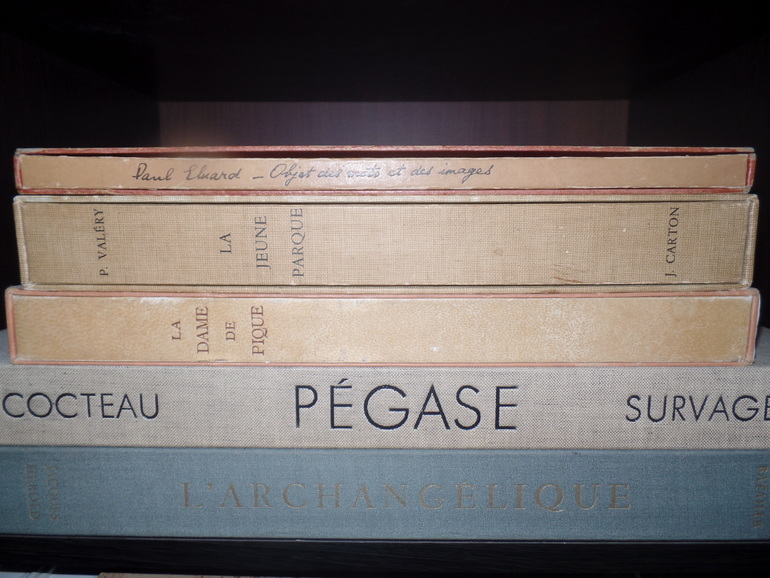 Paul Eluard - Objet des mots et des images
P. VALÉRY
LA
JEUNE
PARQUE
J. CARTON
LA
DAME
DE
PIQUE
COCTEAU PÉGASE SURVAGE
L'ARCHANGÉLIQUE